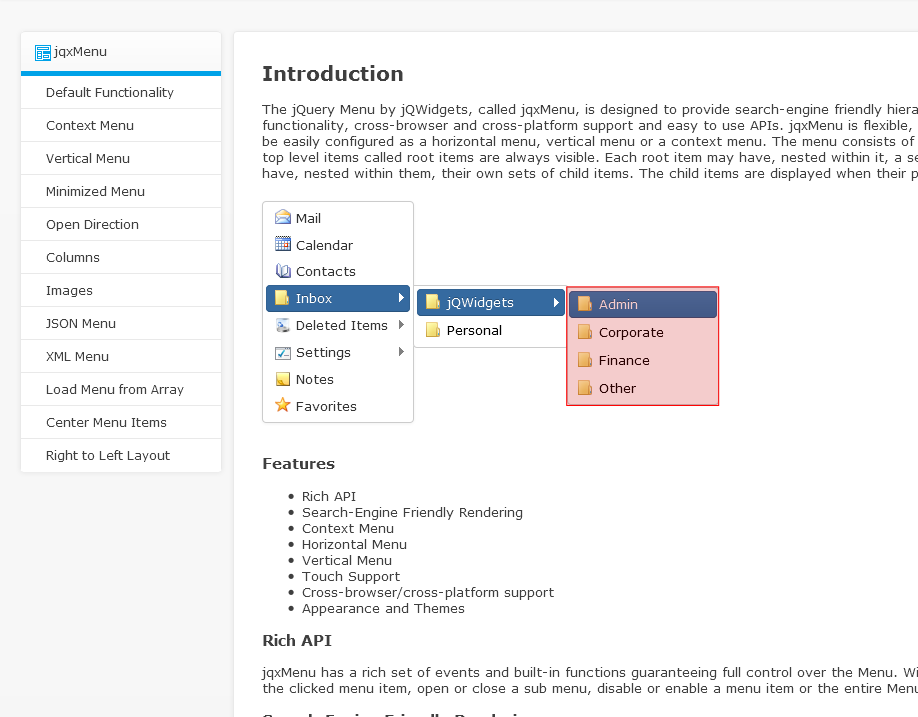 jqxMenu
Default Functionality
Context Menu
Vertical Menu
Minimized Menu
Open Direction
Columns
Images
JSON Menu
XML Menu
Load Menu from Array
Center Menu Items
Right to Left Layout
Introduction
The jQuery Menu by jQWidgets, called jqxMenu, is designed to provide search-engine friendly hiera
functionality, cross-browser and cross-platform support and easy to use APIs. jqxMenu is flexible,
be easily configured as a horizontal menu, vertical menu or a context menu. The menu consists of
top level items called root items are always visible. Each root item may have, nested within it, a se
have, nested within them, their own sets of child items. The child items are displayed when their p
Mail
Calendar
Contacts
Inbox
Deleted Items
Settings
Notes
Favorites
jQWidgets
Personal
Admin
Corporate
Finance
Other
Features
• Rich API
• Search-Engine Friendly Rendering
• Context Menu
• Horizontal Menu
• Vertical Menu
• Touch Support
• Cross-browser/cross-platform support
• Appearance and Themes
Rich API
jqxMenu has a rich set of events and built-in functions guaranteeing full control over the Menu. Wi
the clicked menu item, open or close a sub menu, disable or enable a menu item or the entire Menu